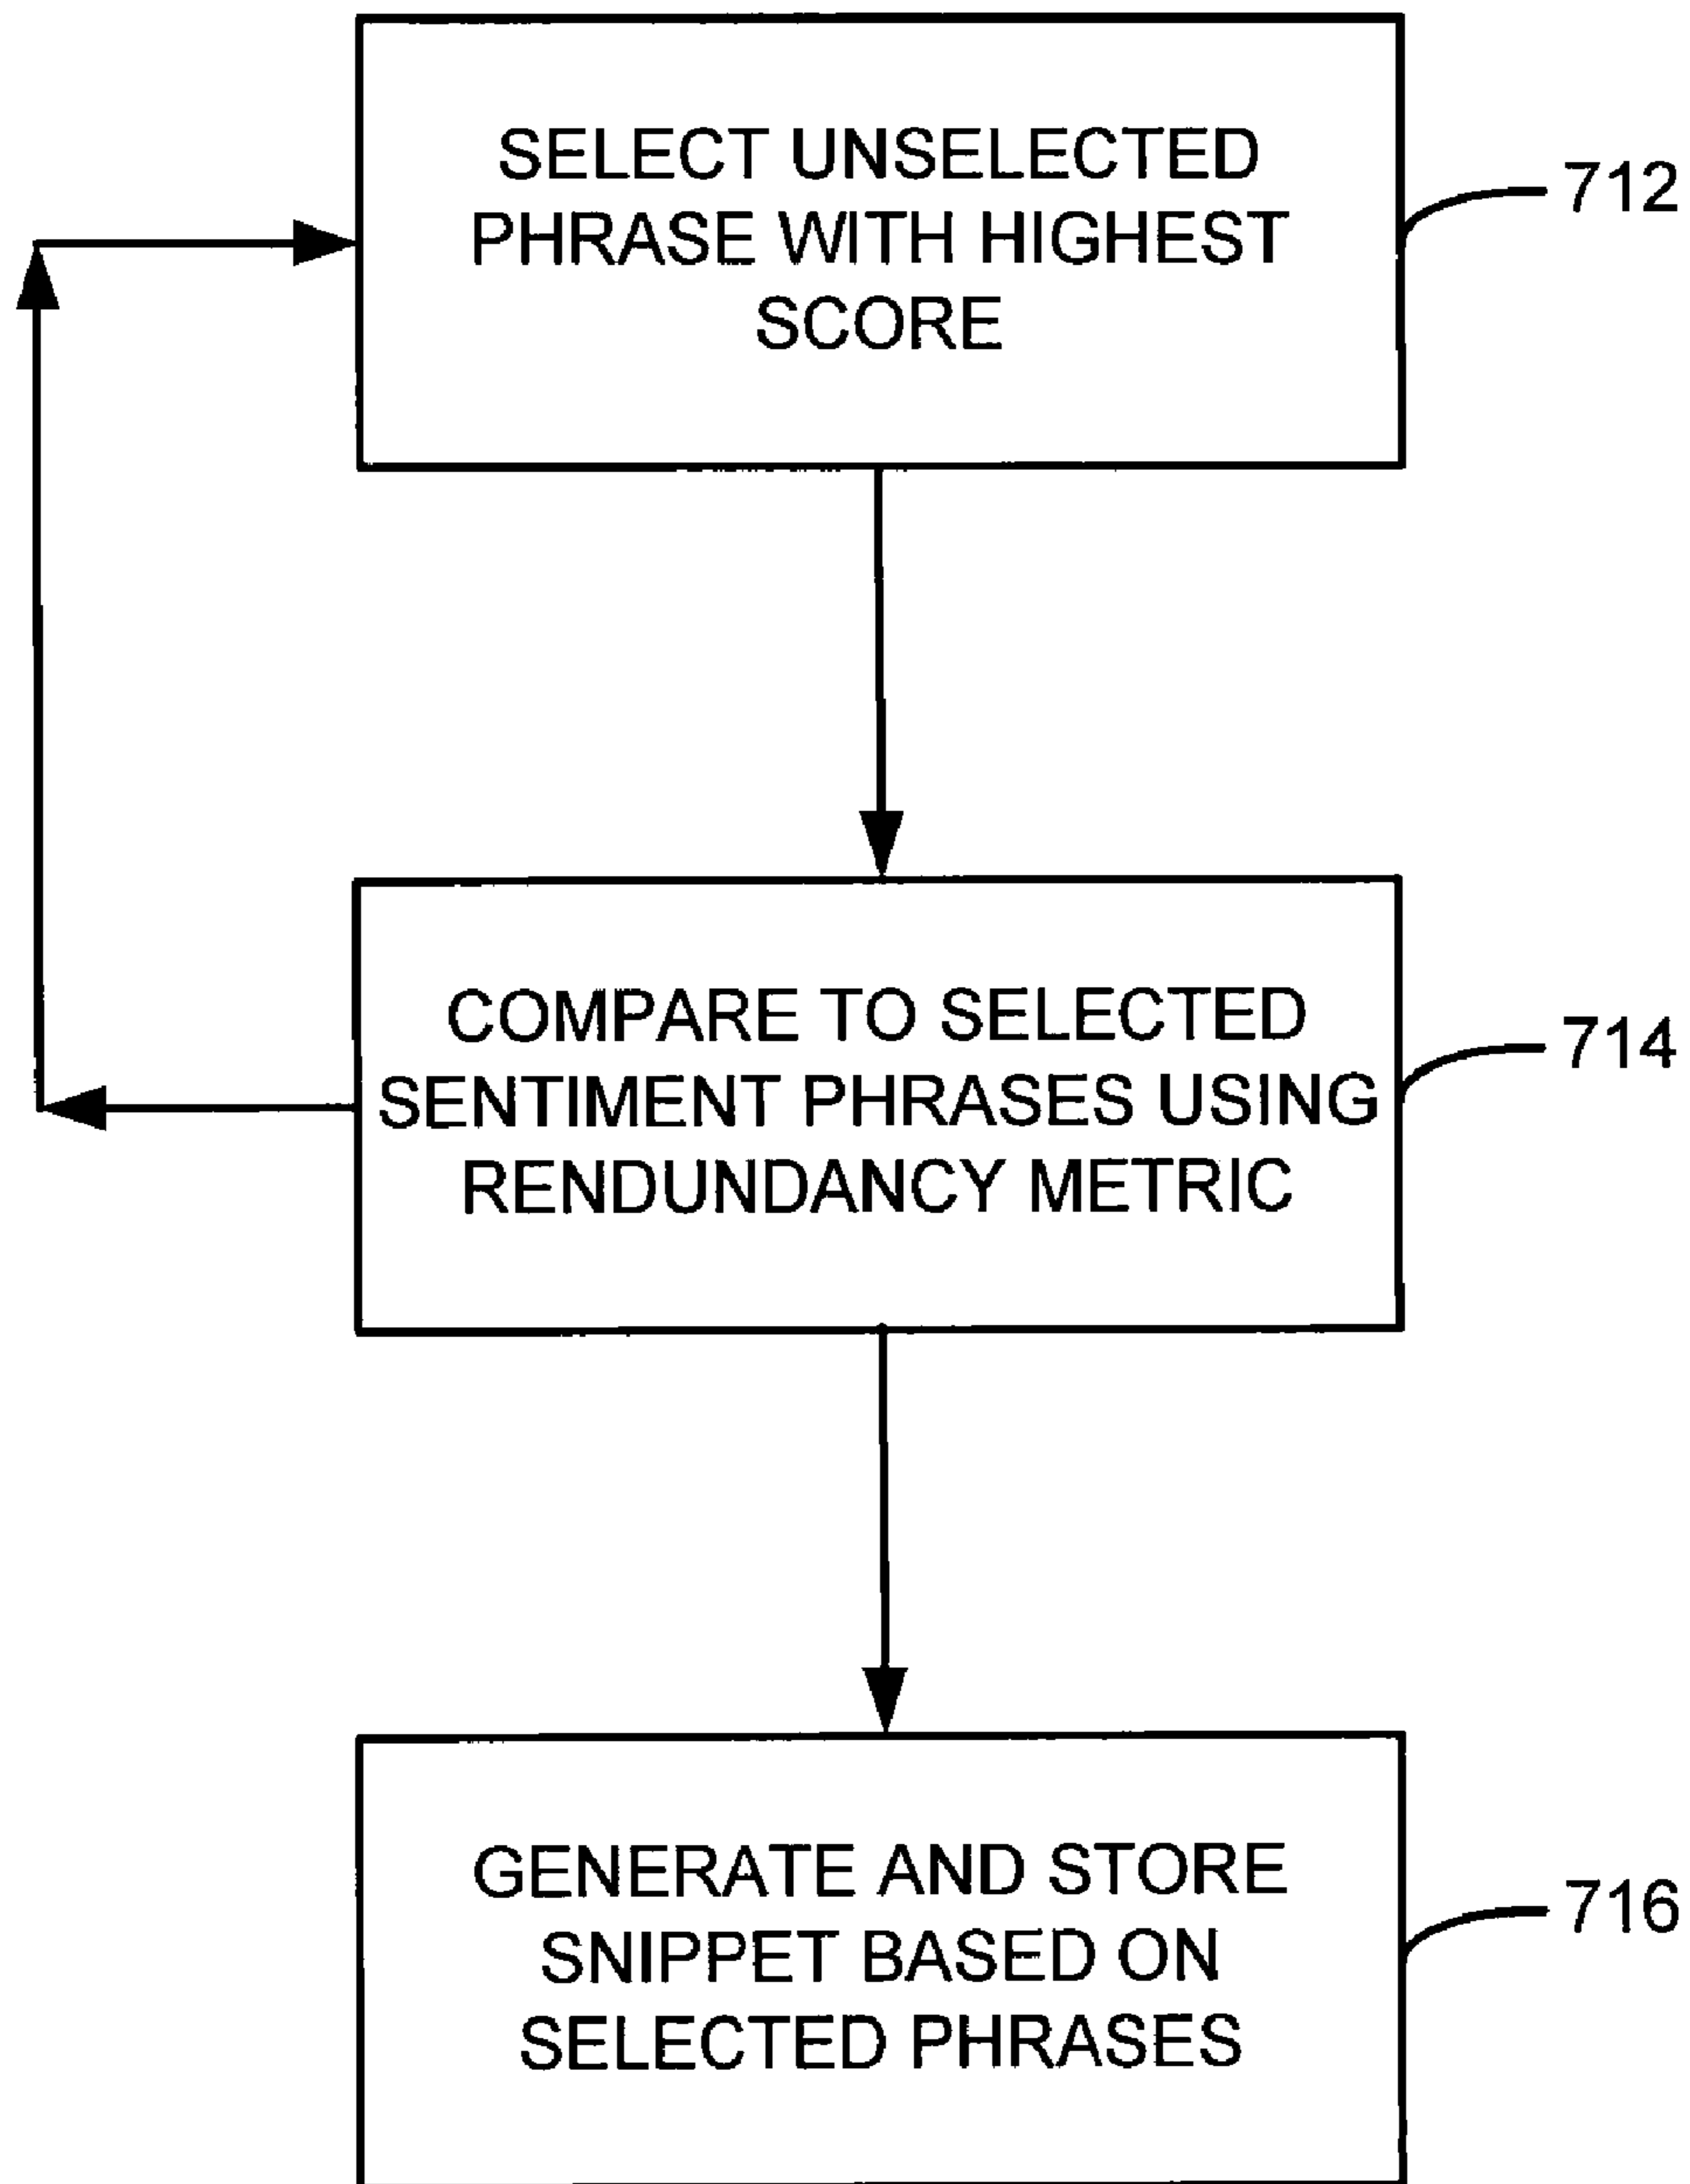 SELECT UNSELECTED
PHRASE WITH HIGHEST
SCORE
712
COMPARE TO SELECTED
SENTIMENT PHRASES USING
RENDUNDANCY METRIC
714
GENERATE AND STORE
SNIPPET BASED ON
SELECTED PHRASES
716